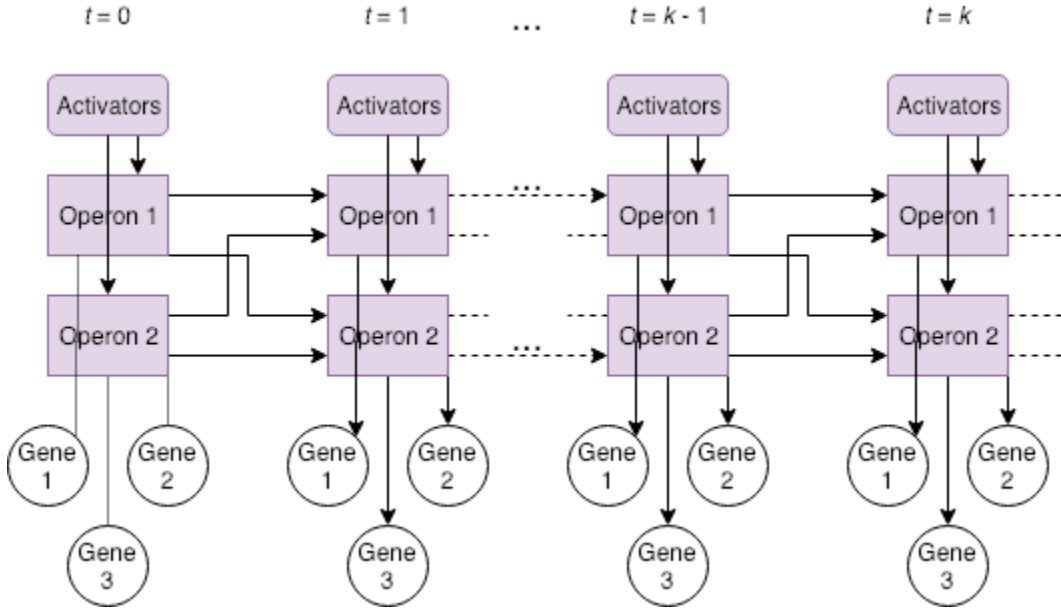 t = 0
t = 1
...
t = k - 1
t = k
Activators
Activators
Activators
Activators
...
Operon 1
Operon 1
Operon 1
Operon 1
Operon 2
Operon 2
Operon 2
Operon 2
...
Gene
1
Gene
2
Gene
1
Gene
2
Gene
1
Gene
2
Gene
1
Gene
2
Gene
3
Gene
3
Gene
3
Gene
3